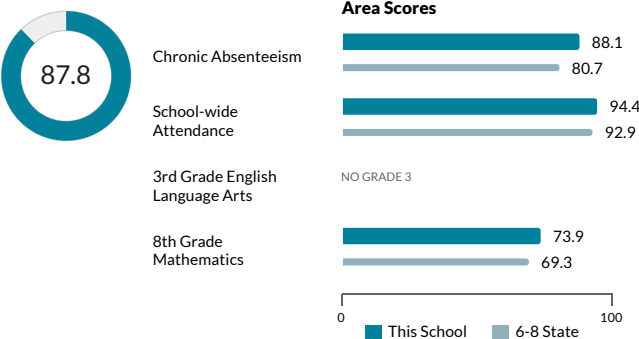 Area Scores
87.8
Chronic Absenteeism
88.1
80.7
School-wide
Attendance
94.4
92.9
3rd Grade English
Language Arts
NO GRADE 3
8th Grade
Mathematics
73.9
69.3
0
100
This School
6-8 State